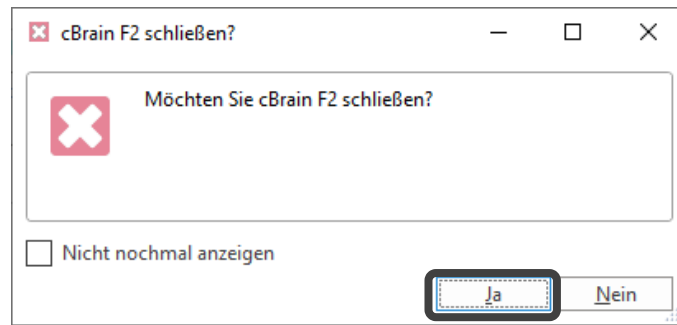 cBrain F2 schließen?
Möchten Sie cBrain F2 schließen?
Nicht nochmal anzeigen
Ja Nein